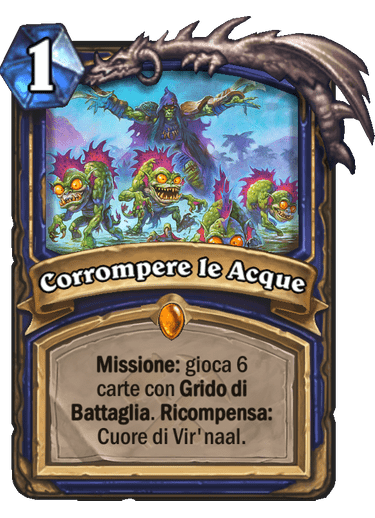 1
Corrompere le Acque
Missione: gioca 6
carte con Grido di
Battaglia. Ricompensa:
Cuore di Vir'naal.